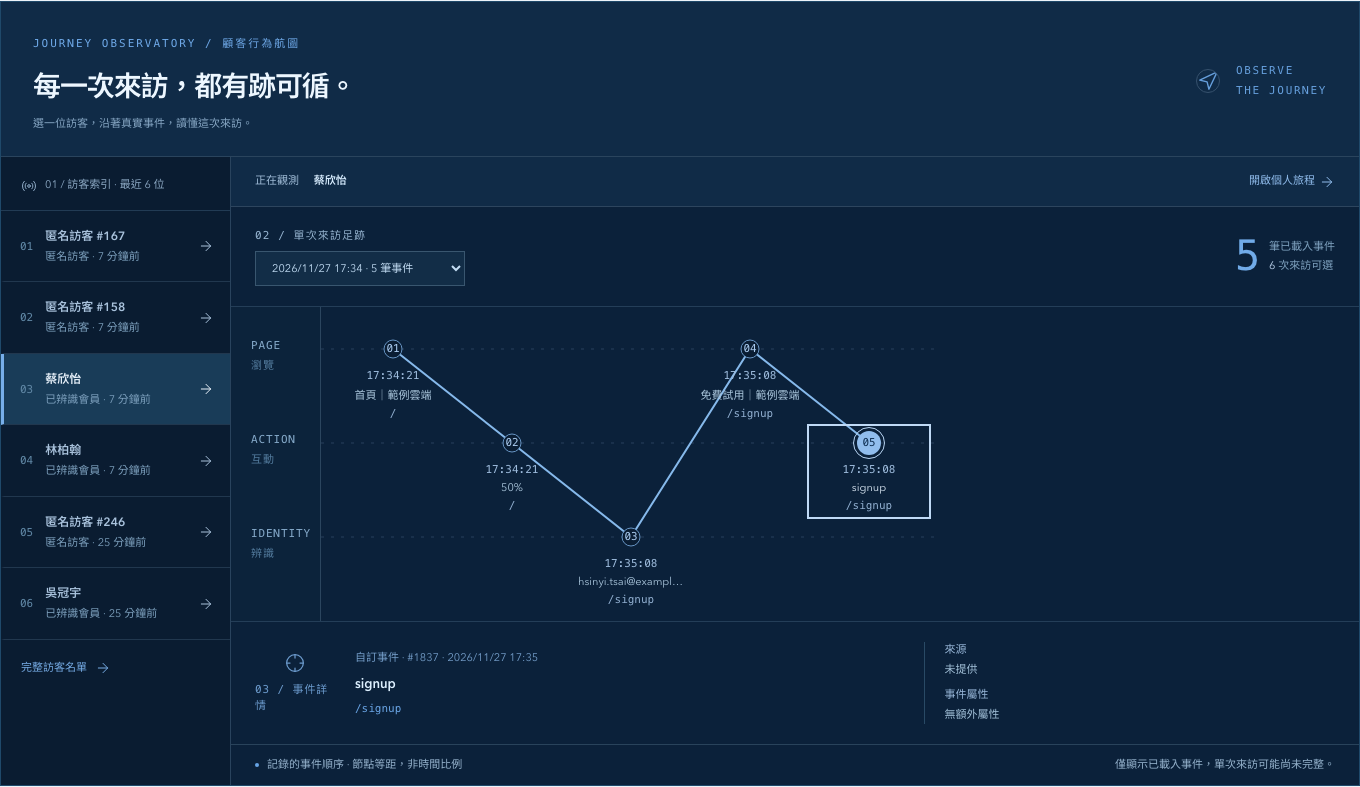 JOURNEY OBSERVATORY / 顧客行為航圖
每一次來訪，都有跡可循。
選一位訪客，沿著真實事件，讀懂這次來訪。
OBSERVE
THE JOURNEY
01 / 訪客索引 · 最近 6 位
01
匿名訪客 #167
匿名訪客 · 7 分鐘前
02
匿名訪客 #158
匿名訪客 · 7 分鐘前
03
蔡欣怡
已辨識會員 · 7 分鐘前
04
林柏翰
已辨識會員 · 7 分鐘前
05
匿名訪客 #246
匿名訪客 · 25 分鐘前
06
吳冠宇
已辨識會員 · 25 分鐘前
完整訪客名單
正在觀測 蔡欣怡
開啟個人旅程
02 / 單次來訪足跡
2026/11/27 17:34 · 5 筆事件
5
筆已載入事件
6 次來訪可選
PAGE
瀏覽
ACTION
互動
IDENTITY
辨識
01
17:34:21
首頁｜範例雲端
/
02
17:34:21
50%
/
03
17:35:08
hsinyi.tsai@exampl…
/signup
04
17:35:08
免費試用｜範例雲端
/signup
05
17:35:08
signup
/signup
03 / 事件詳
情
自訂事件 · #1837 · 2026/11/27 17:35
signup
/signup
來源
未提供
事件屬性
無額外屬性
記錄的事件順序 · 節點等距，非時間比例
僅顯示已載入事件，單次來訪可能尚未完整。